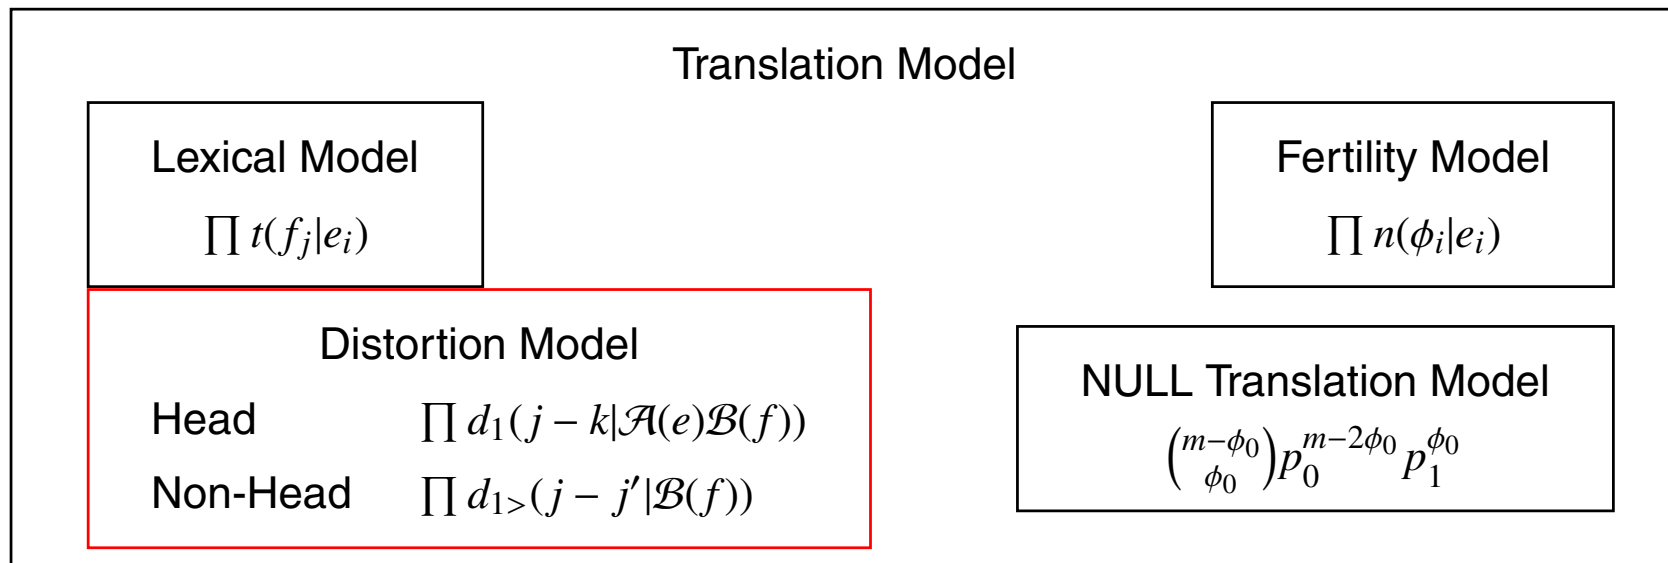 Translation Model
Lexical Model
∏ t(f_j|e_i)
Fertility Model
∏ n(ϕ_i|e_i)
Distortion Model
Head ∏ d_1(j − k|𝒜(e)ℬ(f))
Non-Head ∏ d_{1>}(j − j′|ℬ(f))
NULL Translation Model
\binom{m−ϕ_0}{ϕ_0} p_0^{m−2ϕ_0} p_1^{ϕ_0}